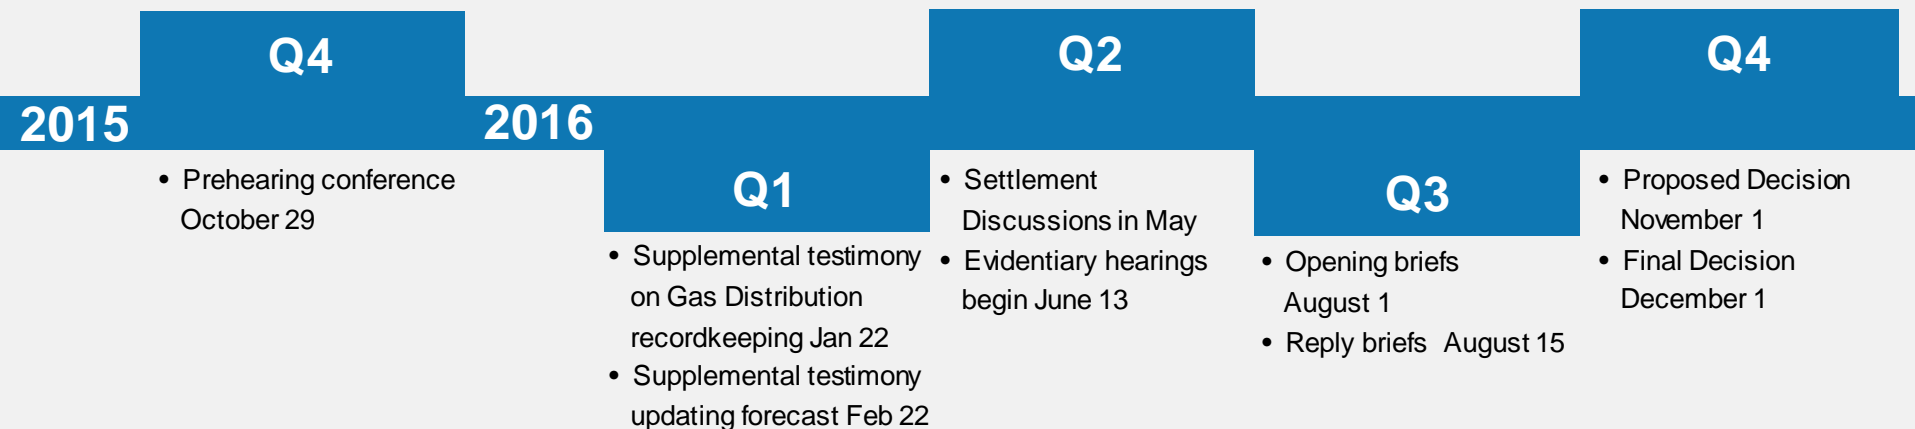 2015
Q4
• Prehearing conference
October 29
2016
Q1
• Supplemental testimony
on Gas Distribution
recordkeeping Jan 22
• Supplemental testimony
updating forecast Feb 22
Q2
• Settlement
Discussions in May
• Evidentiary hearings
begin June 13
Q3
• Opening briefs
August 1
• Reply briefs August 15
Q4
• Proposed Decision
November 1
• Final Decision
December 1